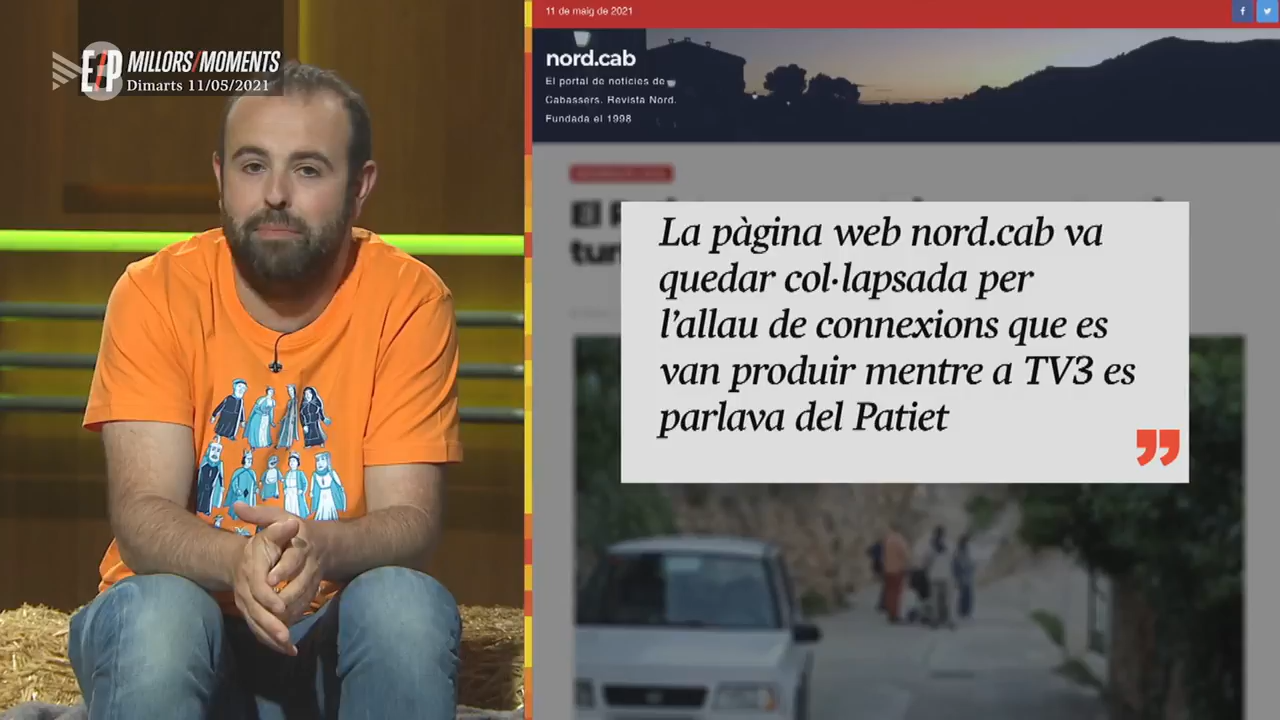 E/P MILLORS/MOMENTS
Dimarts 11/05/2021
11 de maig de 2021
nord.cab
El portal de notícies de
Cabassers. Revista Nord.
Fundada el 1998
La pàgina web nord.cab va
quedar col·lapsada per
l'allau de connexions que es
van produir mentre a TV3 es
parlava del Patiet